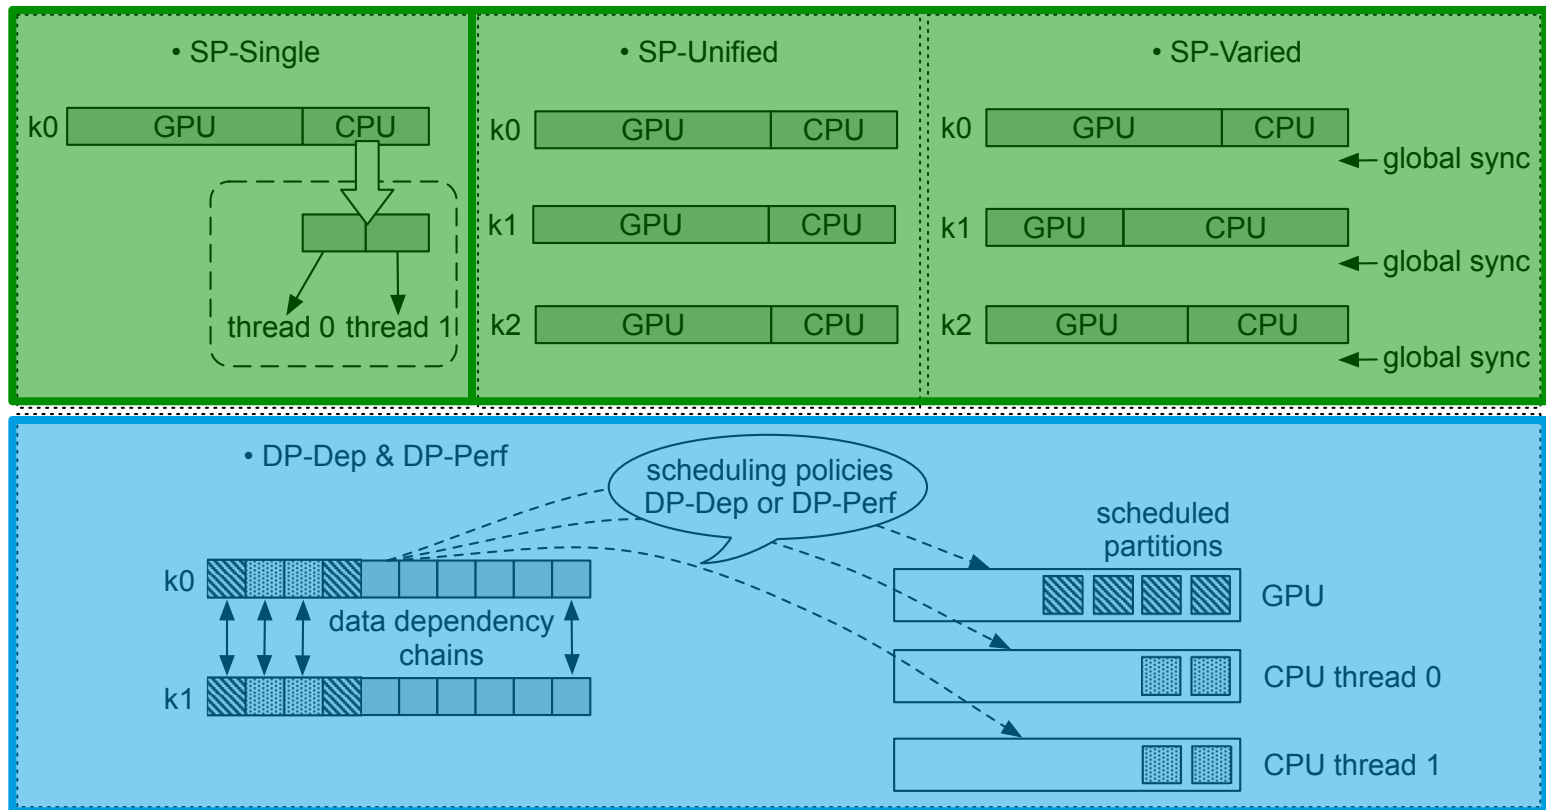 • SP-Single
k0 GPU CPU
thread 0 thread 1
• SP-Unified
k0 GPU CPU
k1 GPU CPU
k2 GPU CPU
• SP-Varied
k0 GPU CPU
global sync
k1 GPU CPU
global sync
k2 GPU CPU
global sync
• DP-Dep & DP-Perf
scheduling policies
DP-Dep or DP-Perf
k0
data dependency
chains
k1
scheduled
partitions
GPU
CPU thread 0
CPU thread 1